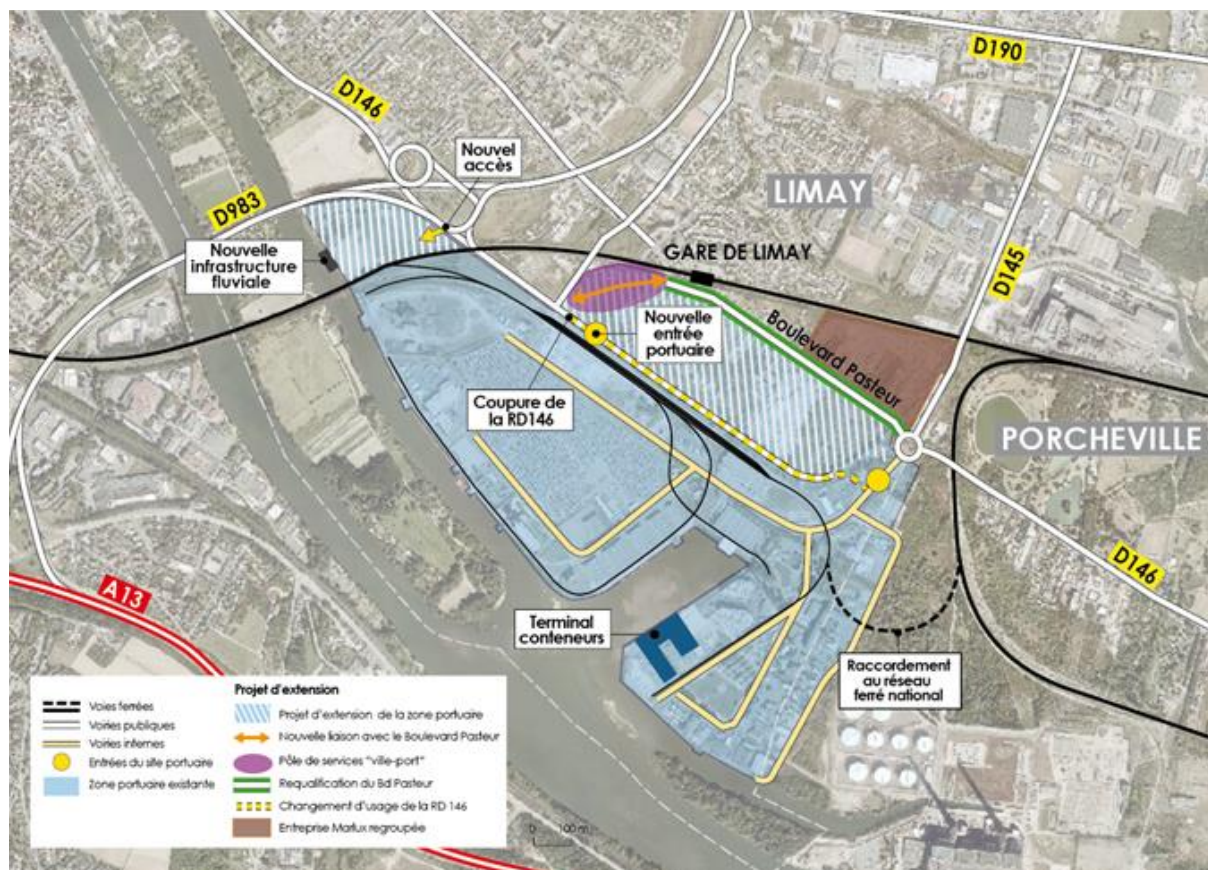 D190
D146
Nouvel
accès
LIMAY
D983
Nouvelle
infrastructure
fluviale
GARE DE LIMAY
D145
Nouvelle
entrée
portuaire
Boulevard Pasteur
Coupure de
la RD146
PORCHEVILLE
D146
A13
Terminal
conteneurs
Raccordement
au réseau
ferré national
Voies ferrées
Voiries publiques
Voiries internes
Entrées du site portuaire
Zone portuaire existante
Projet d'extension
Projet d'extension de la zone portuaire
Nouvelle liaison avec le Boulevard Pasteur
Pôle de services "ville-port"
Requalification du Bd Pasteur
Changement d'usage de la RD 146
Entreprise Marlux regroupée
0 100 m